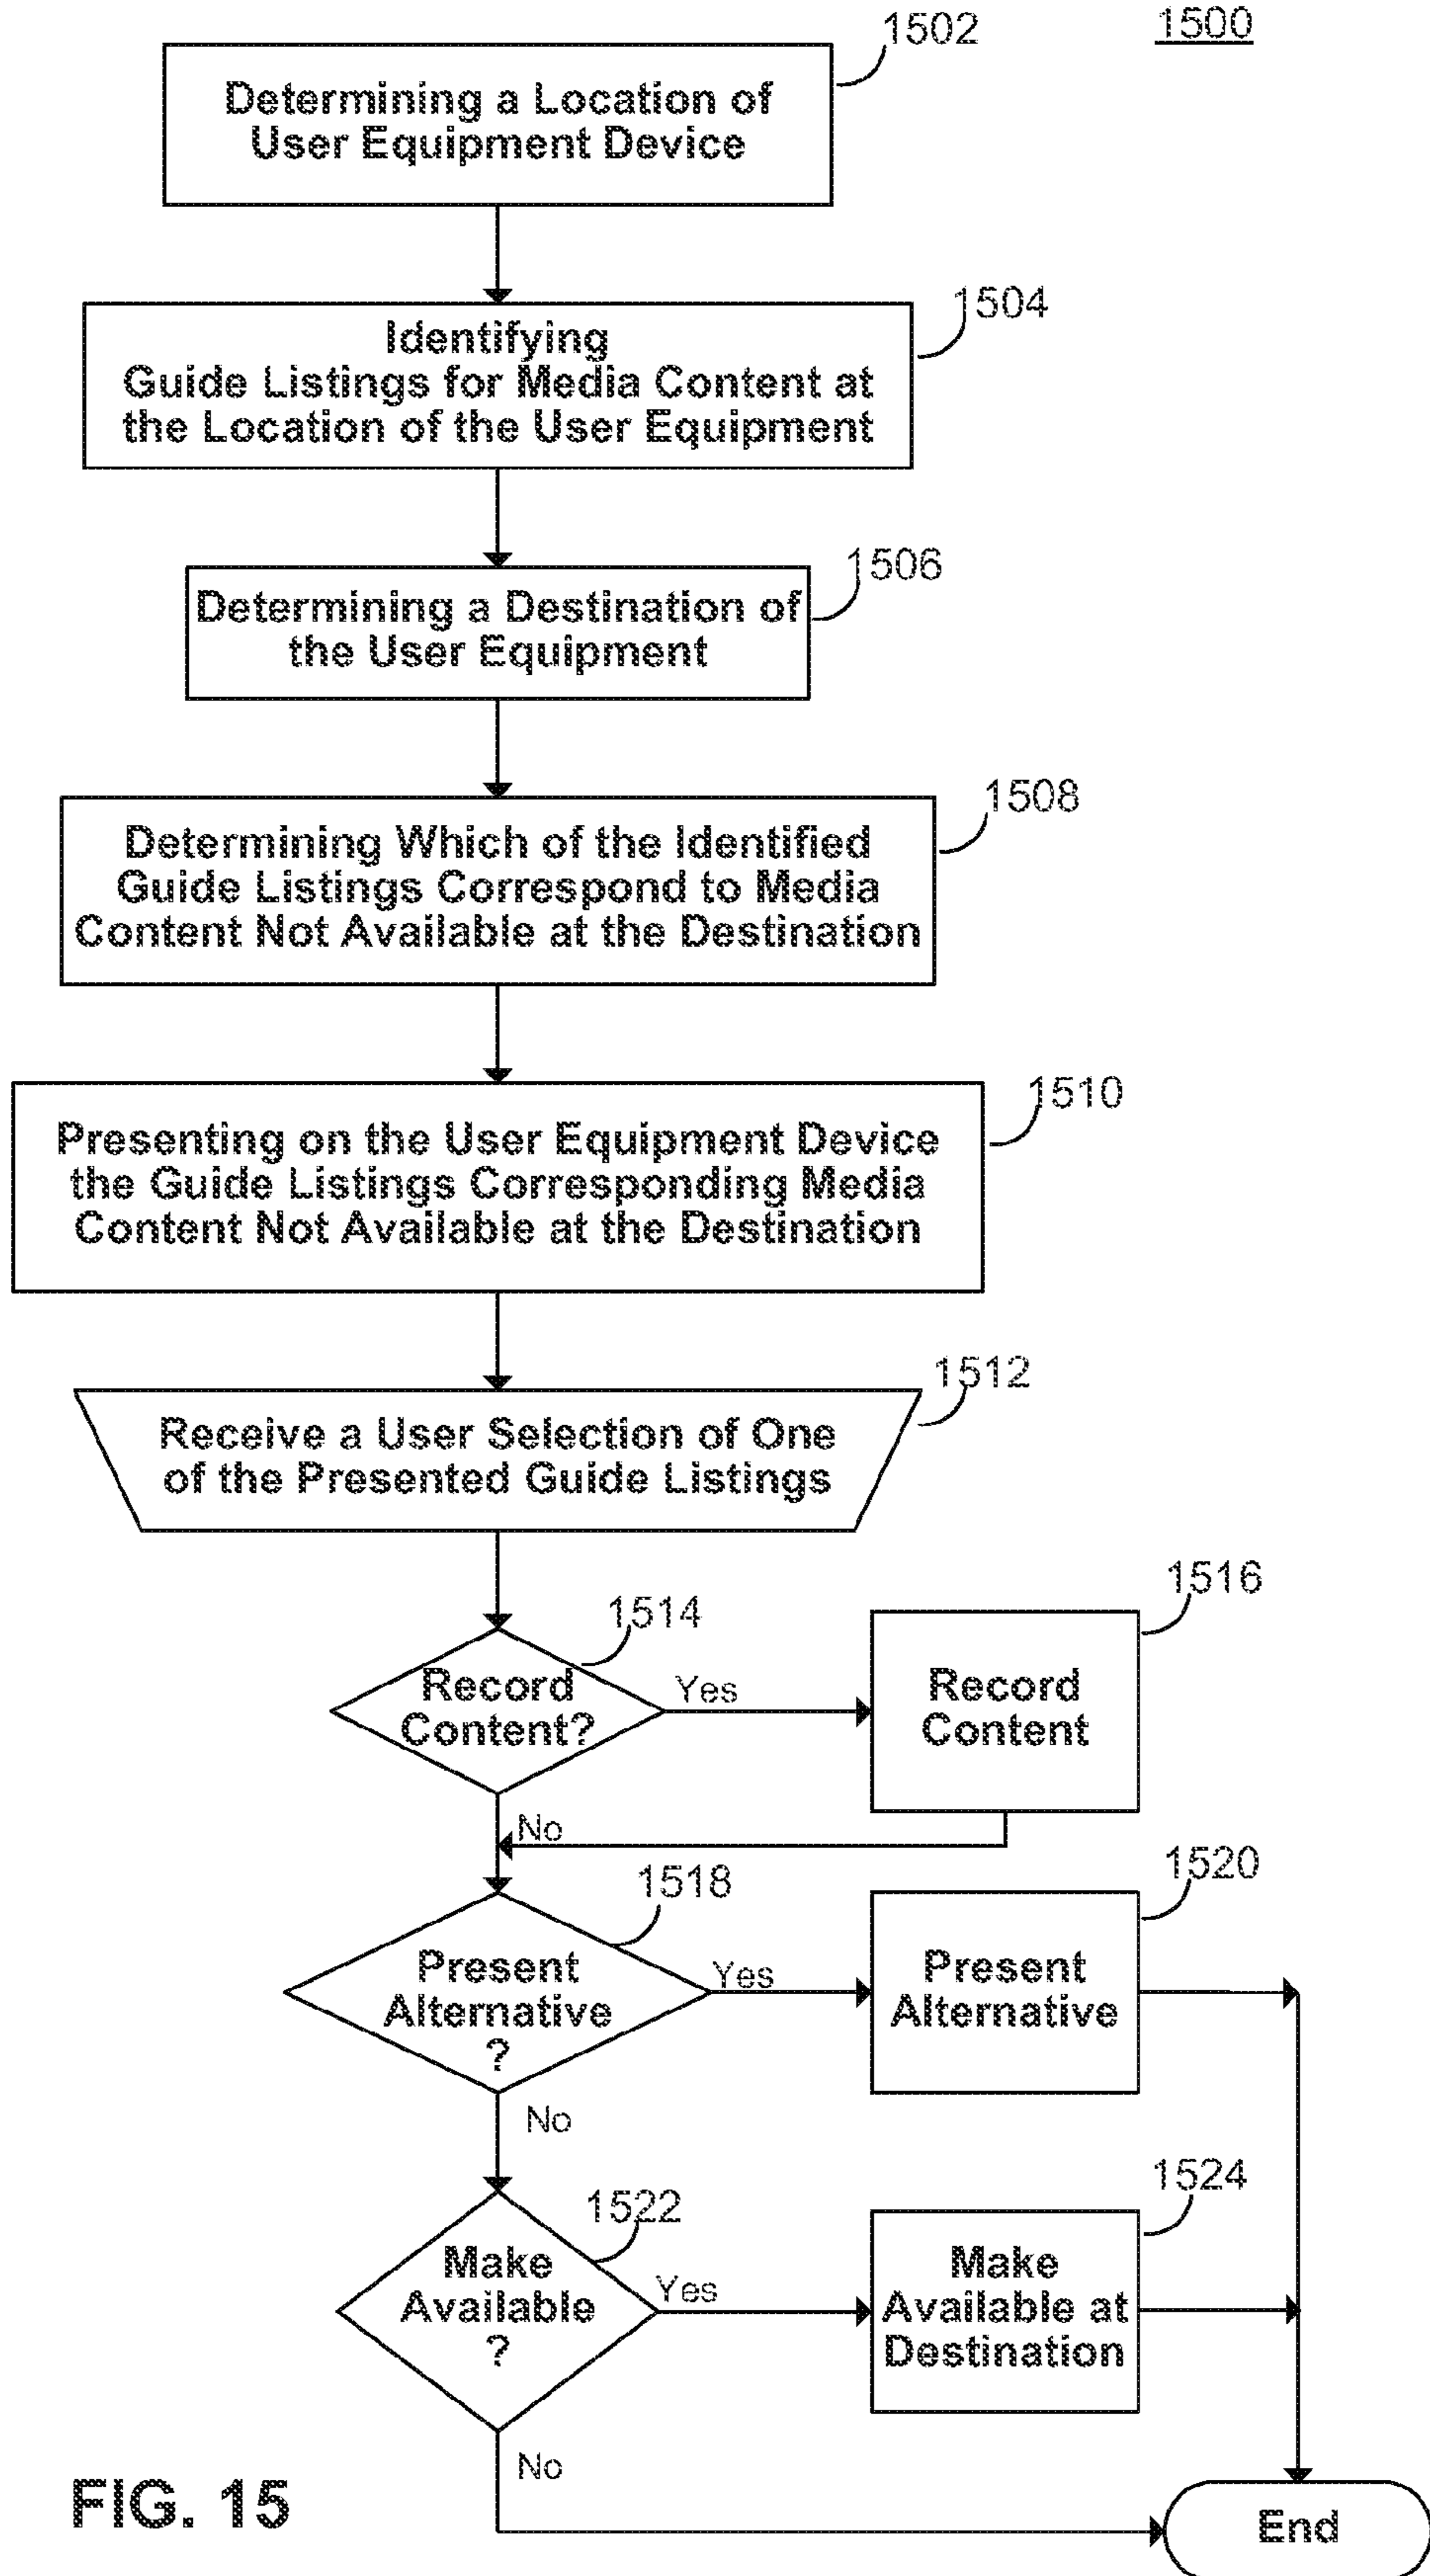 1500
1502
Determining a Location of
User Equipment Device
1504
Identifying
Guide Listings for Media Content at
the Location of the User Equipment
1506
Determining a Destination of
the User Equipment
1508
Determining Which of the Identified
Guide Listings Correspond to Media
Content Not Available at the Destination
1510
Presenting on the User Equipment Device
the Guide Listings Corresponding Media
Content Not Available at the Destination
1512
Receive a User Selection of One
of the Presented Guide Listings
1514
Record
Content?
Yes
1516
Record
Content
No
1518
Present
Alternative
?
Yes
1520
Present
Alternative
No
1522
Make
Available
?
Yes
1524
Make
Available at
Destination
No
End
FIG. 15